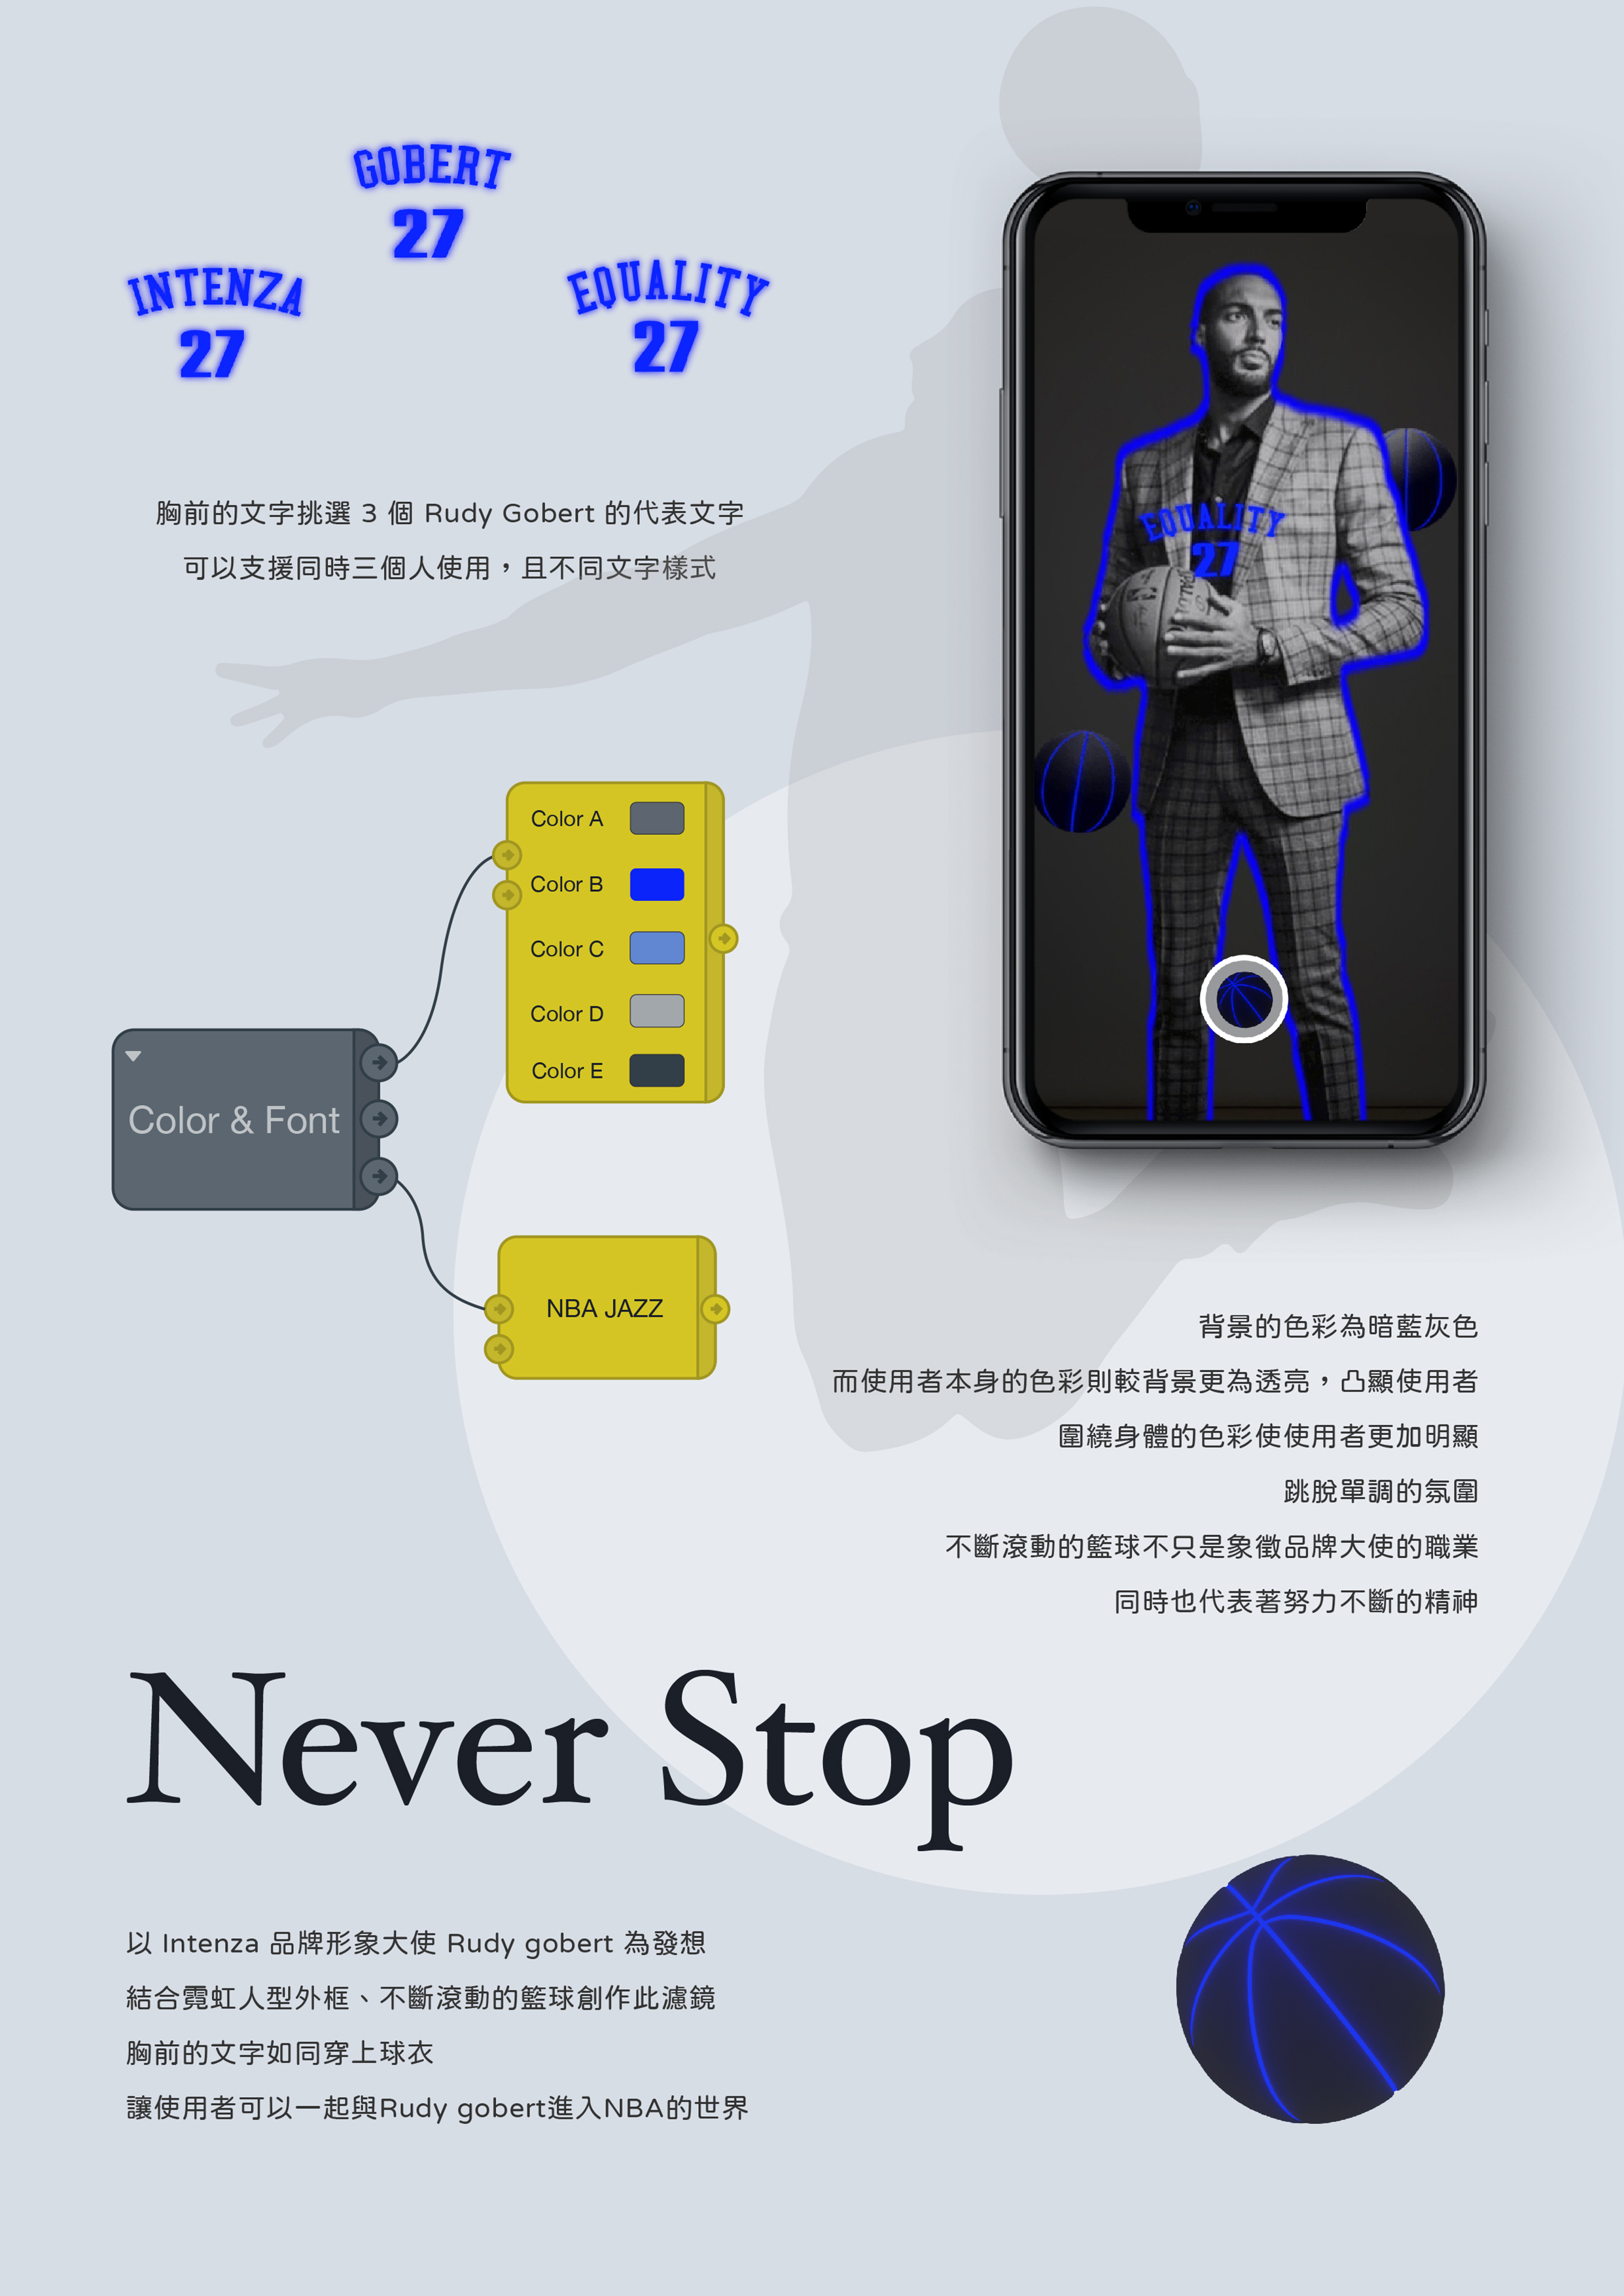 GOBERT
27
INTENZA
27
EQUALITY
27
胸前的文字挑選 3 個 Rudy Gobert 的代表文字
可以支援同時三個人使用，且不同文字樣式
EQUALITY
27
Color A
Color B
Color C
Color D
Color E
Color & Font
NBA JAZZ
背景的色彩為暗藍灰色
而使用者本身的色彩則較背景更為透亮，凸顯使用者
圍繞身體的色彩使使用者更加明顯
跳脫單調的氛圍
不斷滾動的籃球不只是象徵品牌大使的職業
同時也代表著努力不斷的精神
Never Stop
以 Intenza 品牌形象大使 Rudy gobert 為發想
結合霓虹人型外框、不斷滾動的籃球創作此濾鏡
胸前的文字如同穿上球衣
讓使用者可以一起與Rudy gobert進入NBA的世界